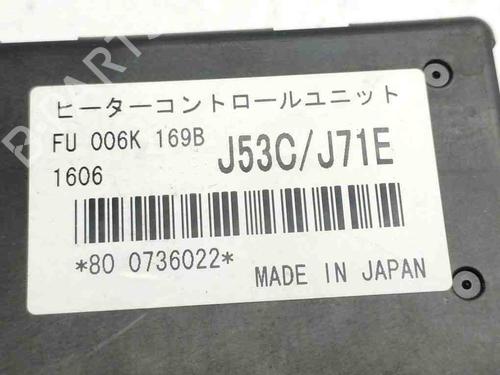 ヒーターコントロールユニット
FU 006K 169B
J53C/J71E
1606
*80 0736022*
MADE IN JAPAN